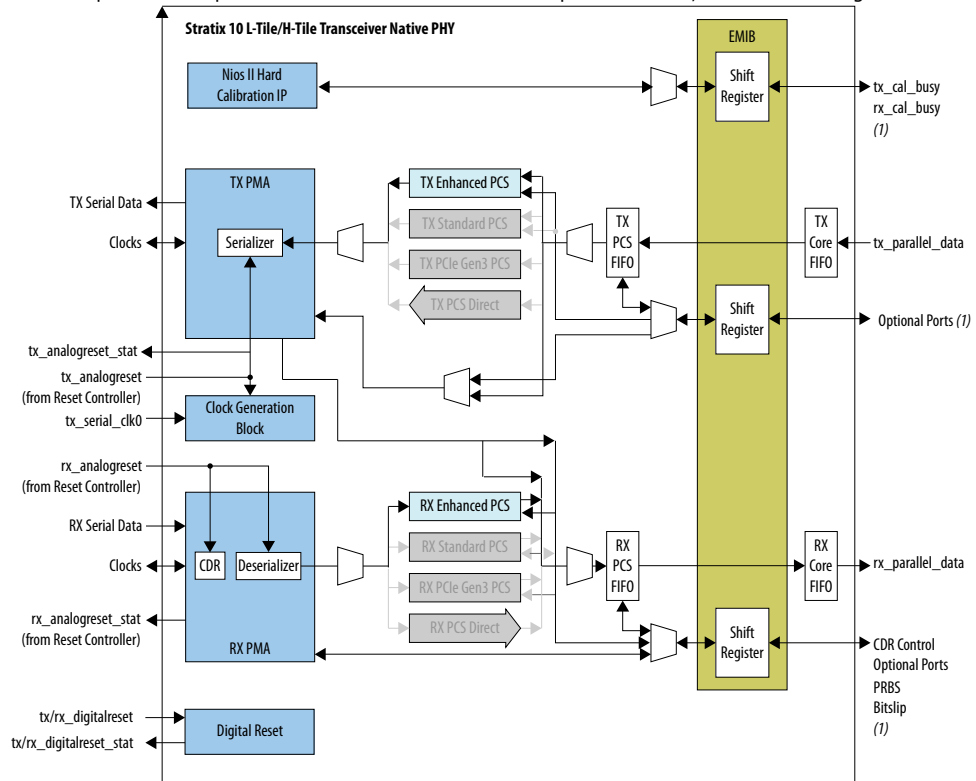 Stratix 10 L-Tile/H-Tile Transceiver Native PHY
EMIB
Nios II Hard
Calibration IP
Shift
Register
tx_cal_busy
rx_cal_busy
(1)
TX PMA
TX Enhanced PCS
TX Serial Data
TX Standard PCS
TX
PCS
FIFO
TX
Core
FIFO
Clocks
Serializer
tx_parallel_data
TX PCIe Gen3 PCS
TX PCS Direct
Shift
Register
Optional Ports (1)
tx_analogreset_stat
tx_analogreset
(from Reset Controller)
tx_serial_clk0
Clock Generation
Block
rx_analogreset
(from Reset Controller)
RX Enhanced PCS
RX Serial Data
RX Standard PCS
RX
PCS
FIFO
RX
Core
FIFO
Clocks
CDR
Deserializer
rx_parallel_data
RX PCIe Gen3 PCS
rx_analogreset_stat
(from Reset Controller)
RX PCS Direct
RX PMA
Shift
Register
CDR Control
Optional Ports
PRBS
Bitslip
(1)
tx/rx_digitalreset
tx/rx_digitalreset_stat
Digital Reset